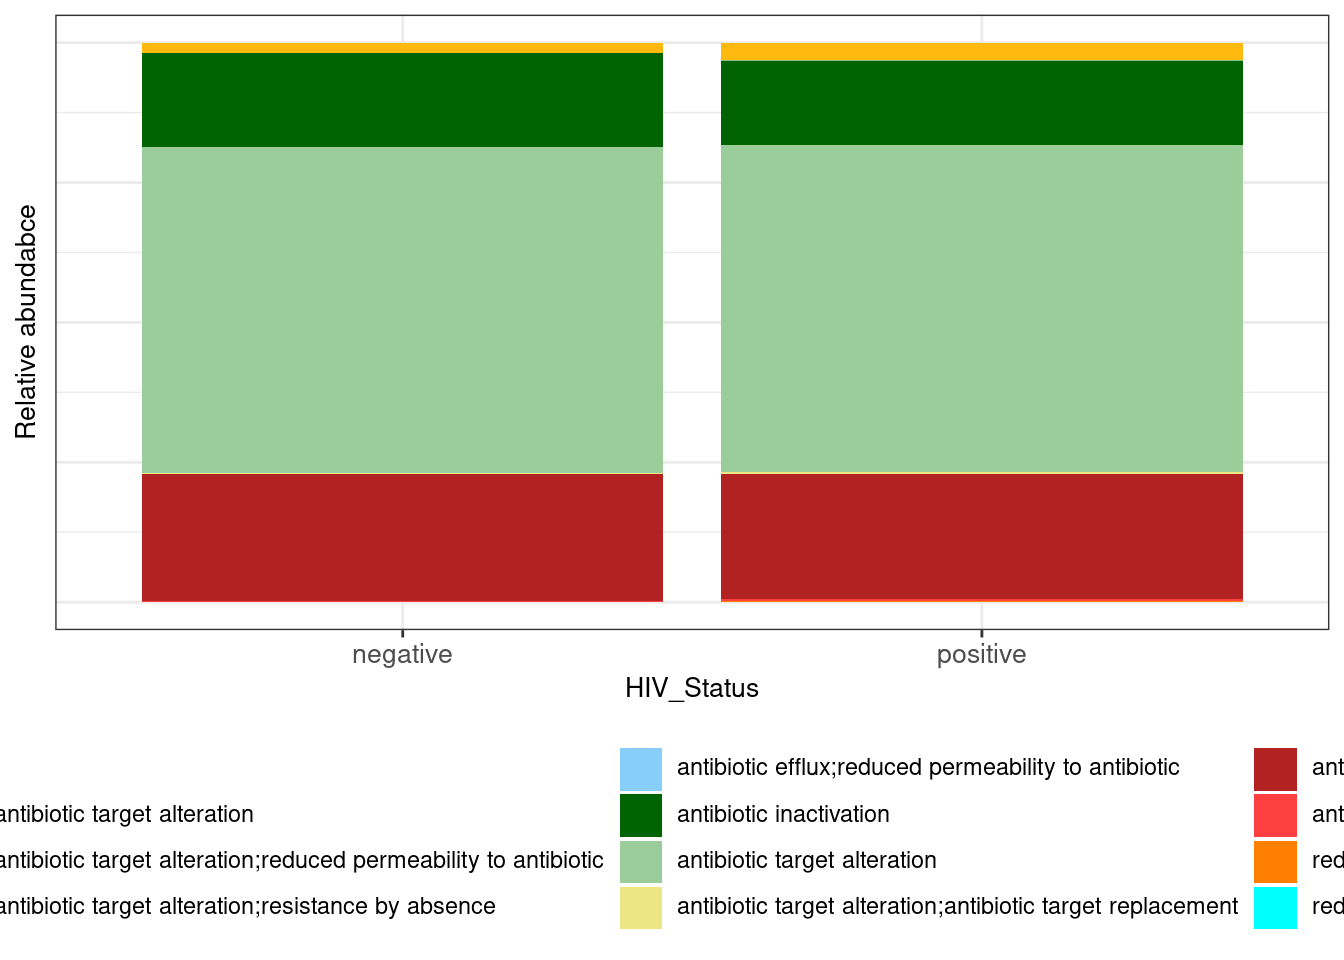 Relative abundabce
negative
positive
HIV_Status
antibiotic efflux;reduced permeability to antibiotic
antibiotic target alteration
antibiotic inactivation
antibiotic target alteration;reduced permeability to antibiotic
antibiotic target alteration
antibiotic target alteration;resistance by absence
antibiotic target alteration;antibiotic target replacement